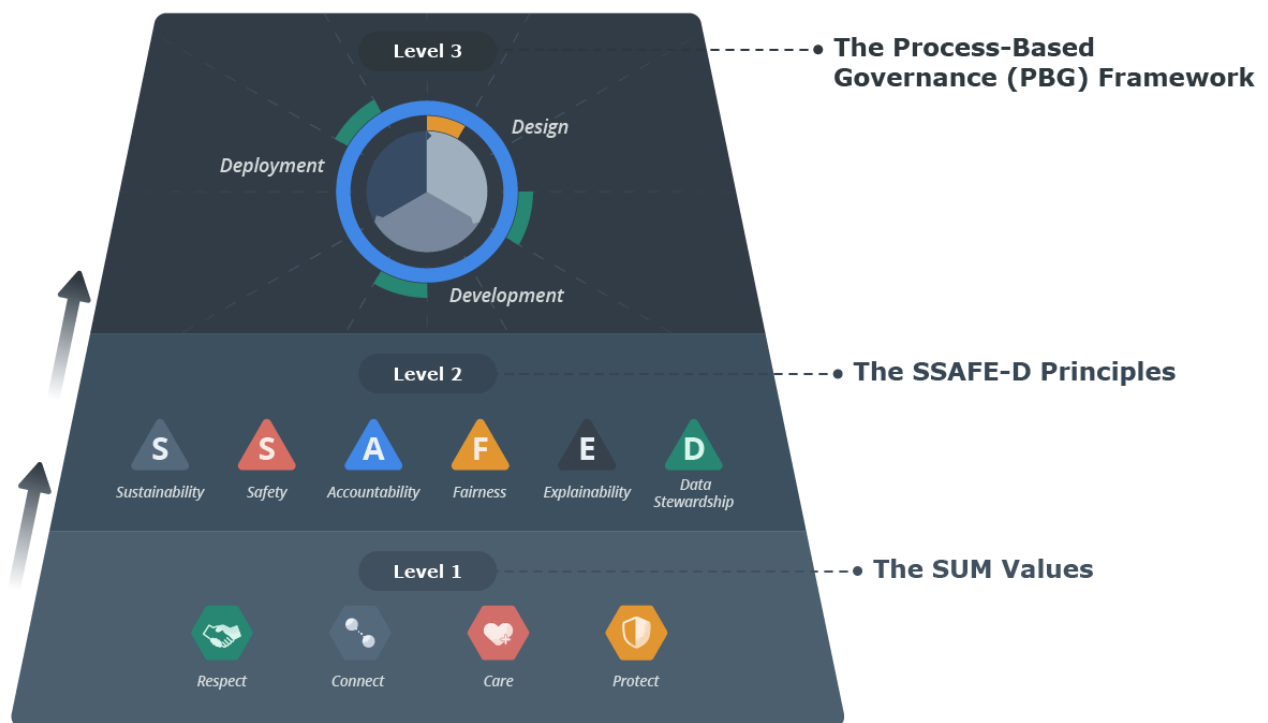 Level 3
The Process-Based
Governance (PBG) Framework
Design
Deployment
Development
Level 2
The SSAFE-D Principles
S
S
A
F
E
D
Sustainability
Safety
Accountability
Fairness
Explainability
Data
Stewardship
Level 1
The SUM Values
Respect
Connect
Care
Protect